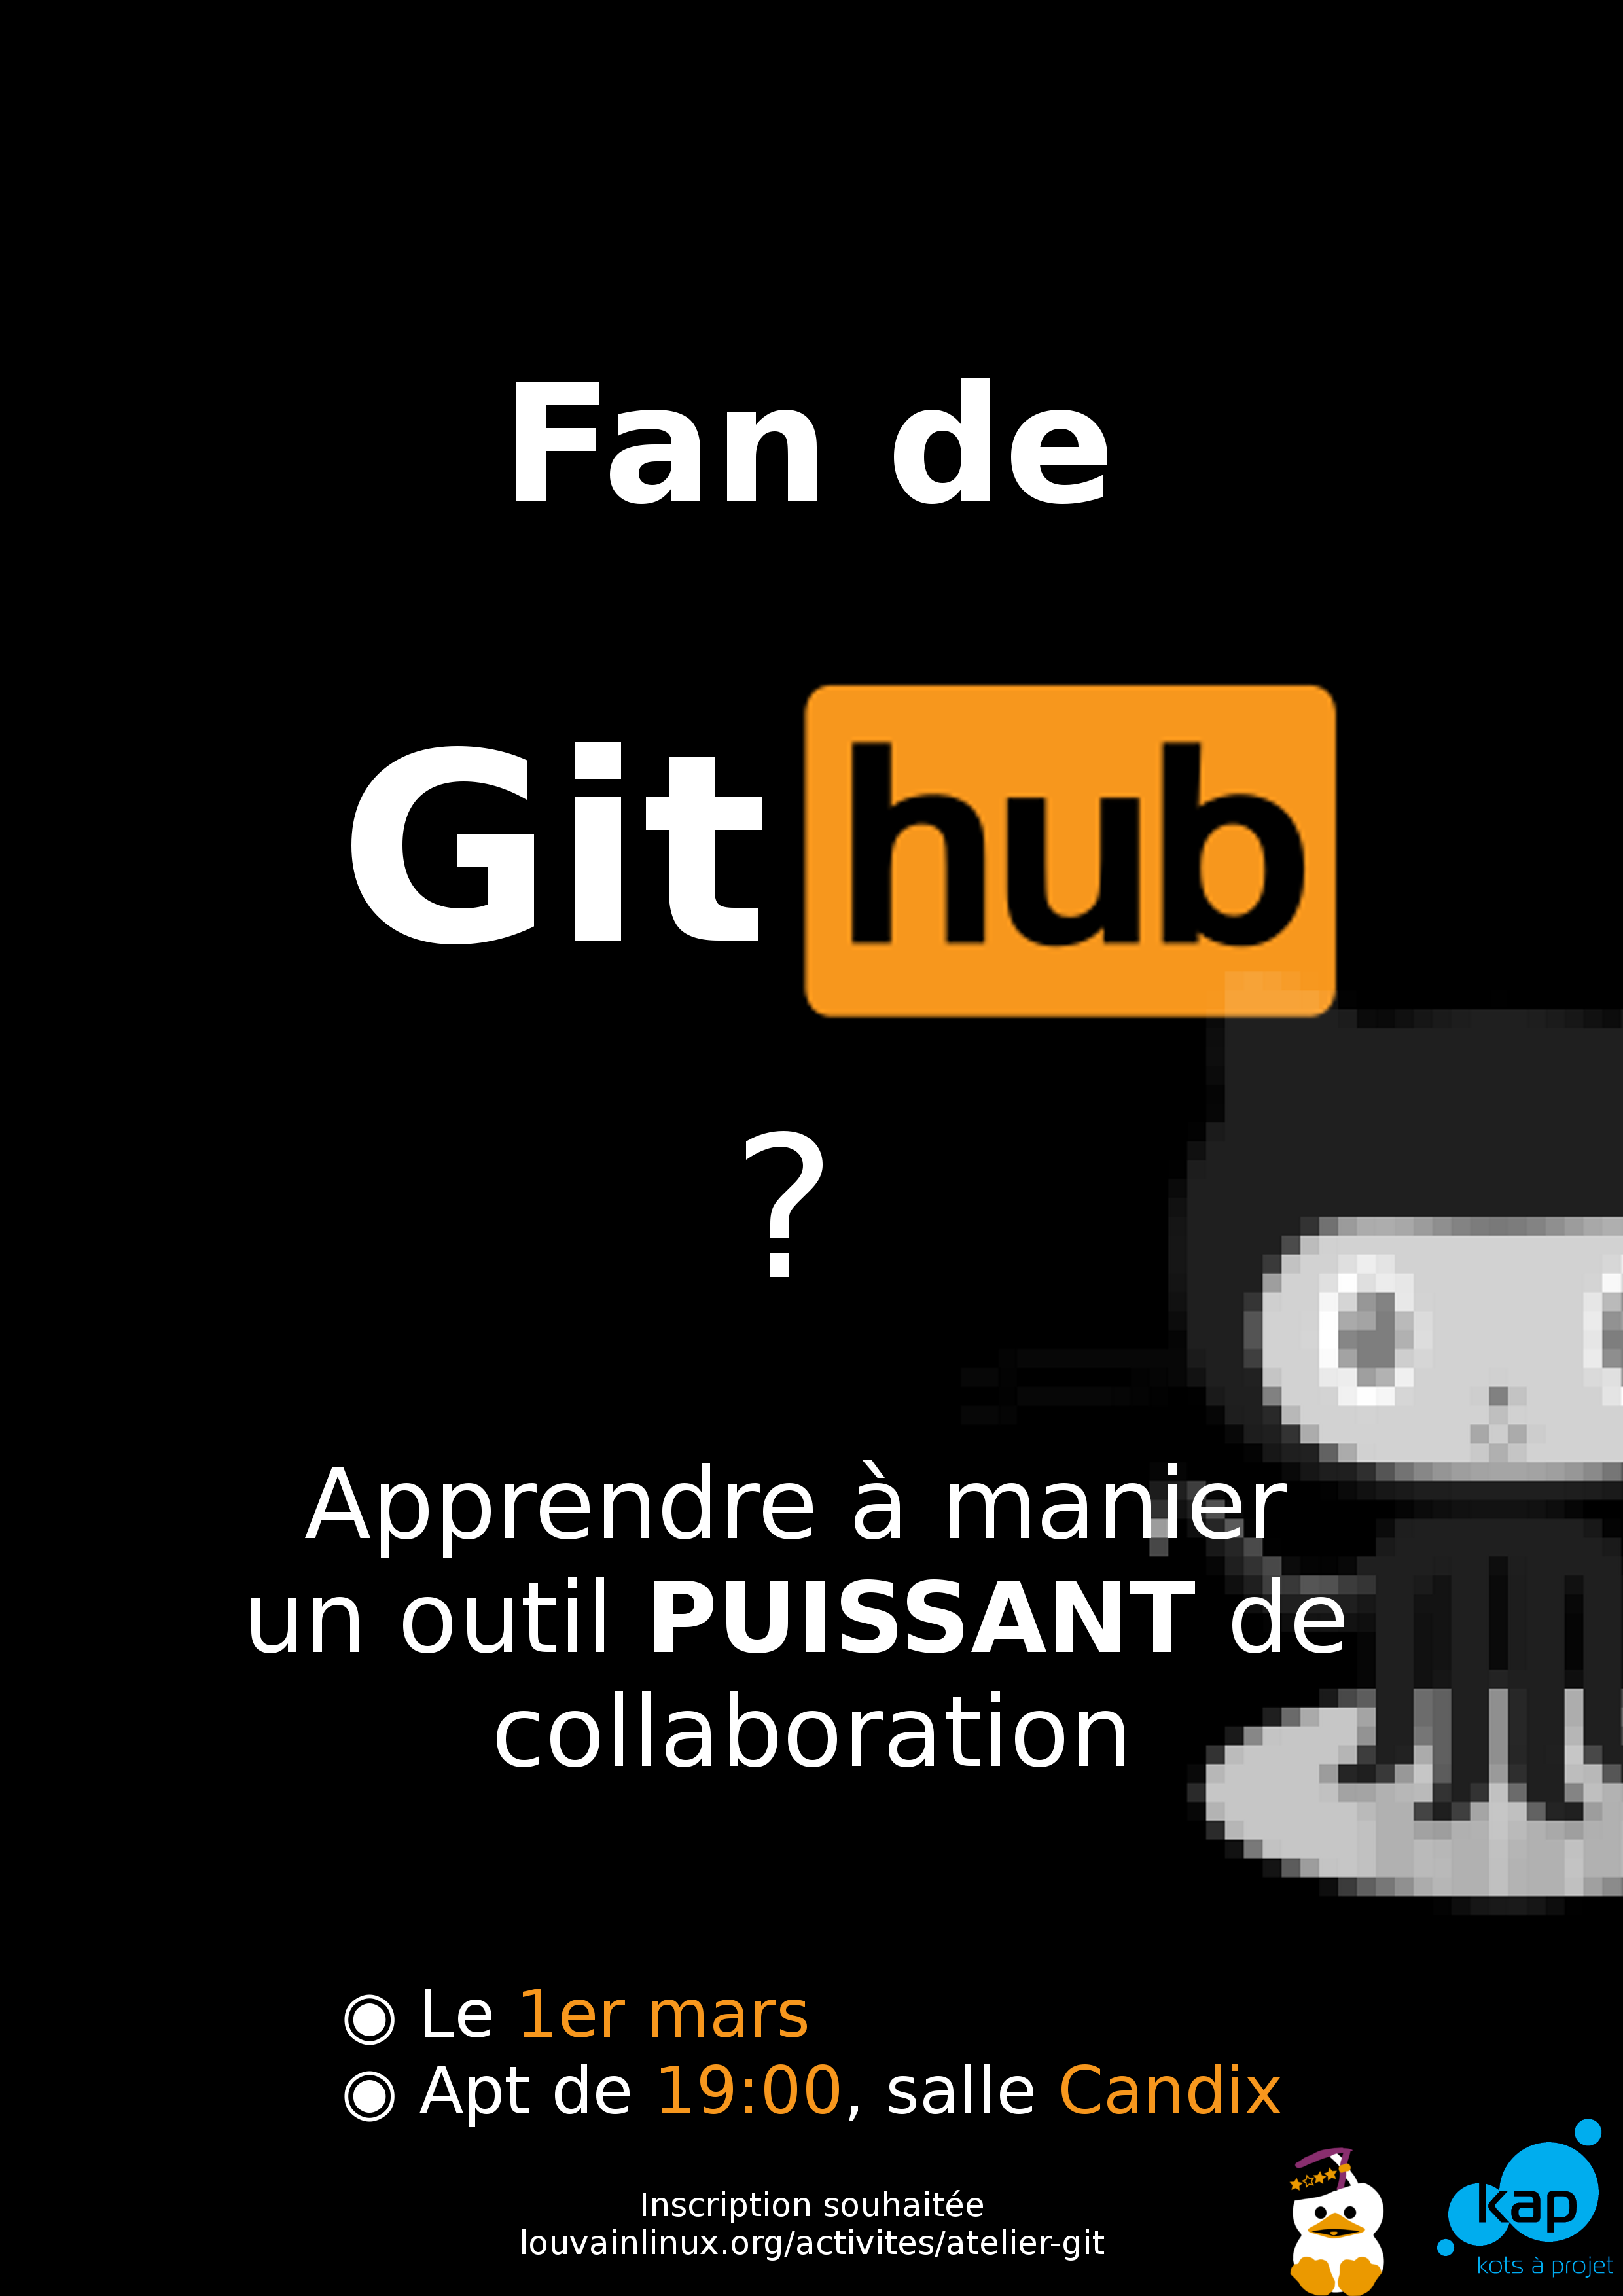 Fan de
Git hub
?
Apprendre à manier
un outil PUISSANT de
collaboration
◉ Le 1er mars
◉ Apt de 19:00, salle Candix
Inscription souhaitée
louvainlinux.org/activites/atelier-git
kap
kots à projet